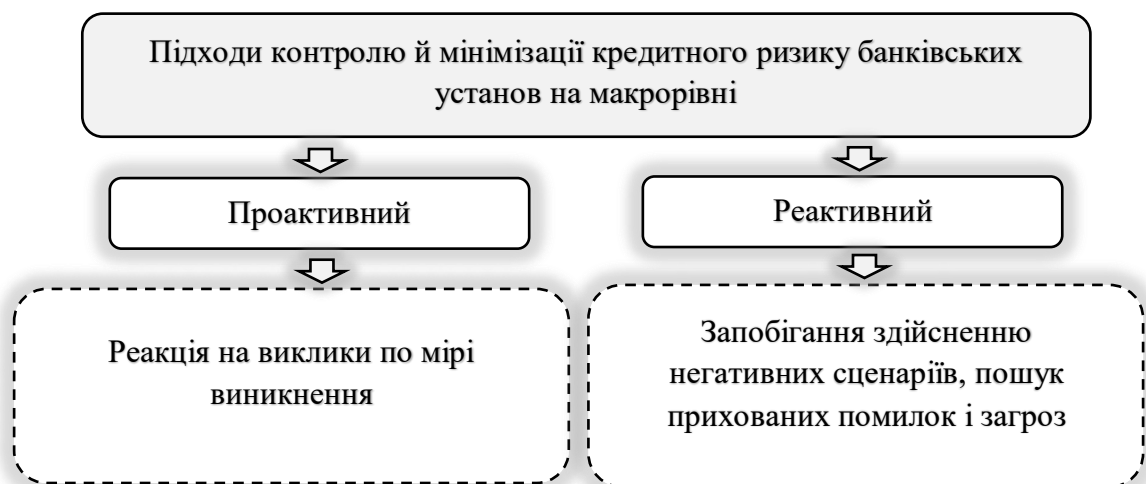 Підходи контролю й мінімізації кредитного ризику банківських
установ на макрорівні
Проактивний
Реактивний
Реакція на виклики по мірі
виникнення
Запобігання здійсненню
негативних сценаріїв, пошук
прихованих помилок і загроз